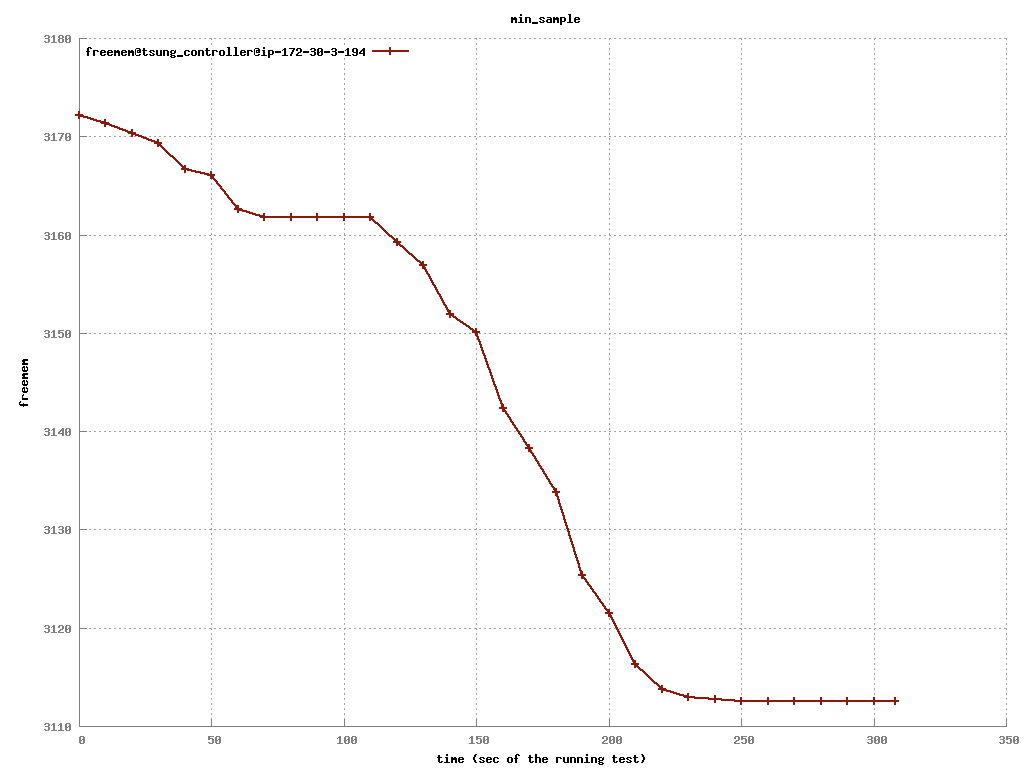 min_sample
3180
freemem@tsung_controller@ip-172-30-3-194
3170
3160
3150
freemem
3140
3130
3120
3110
0 50 100 150 200 250 300 350
time (sec of the running test)